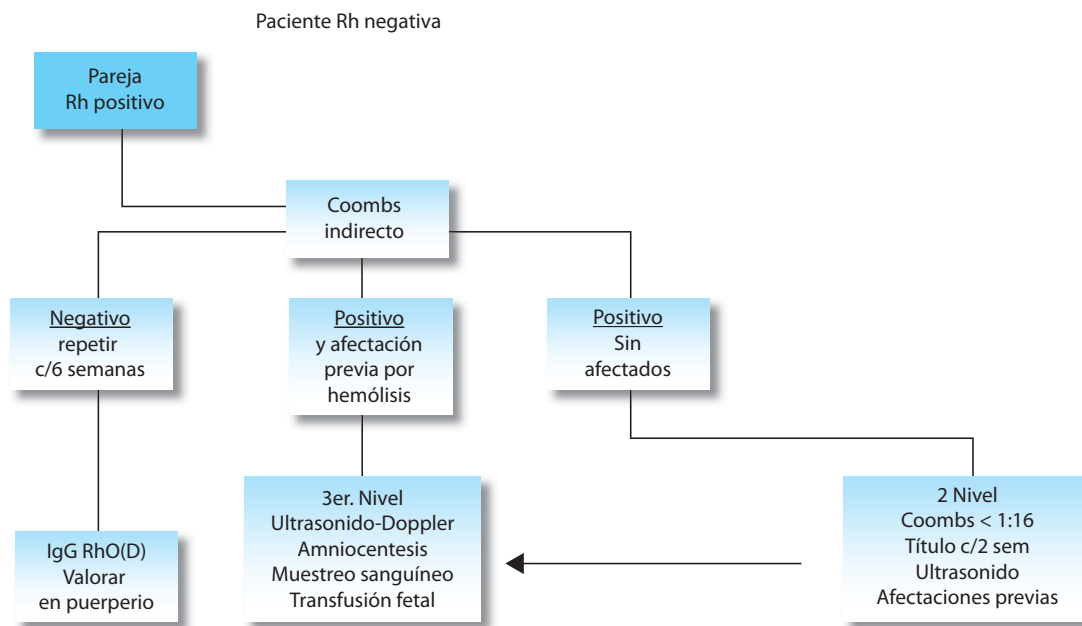 Paciente Rh negativa
Pareja
Rh positivo
Coombs
indirecto
Negativo
repetir
c/6 semanas
Positivo
y afectación
previa por
hemólisis
Positivo
Sin
afectados
IgG RhO(D)
Valorar
en puerperio
3er. Nivel
Ultrasonido-Doppler
Amniocentesis
Muestreo sanguíneo
Transfusión fetal
2 Nivel
Coombs < 1:16
Título c/2 sem
Ultrasonido
Afectaciones previas